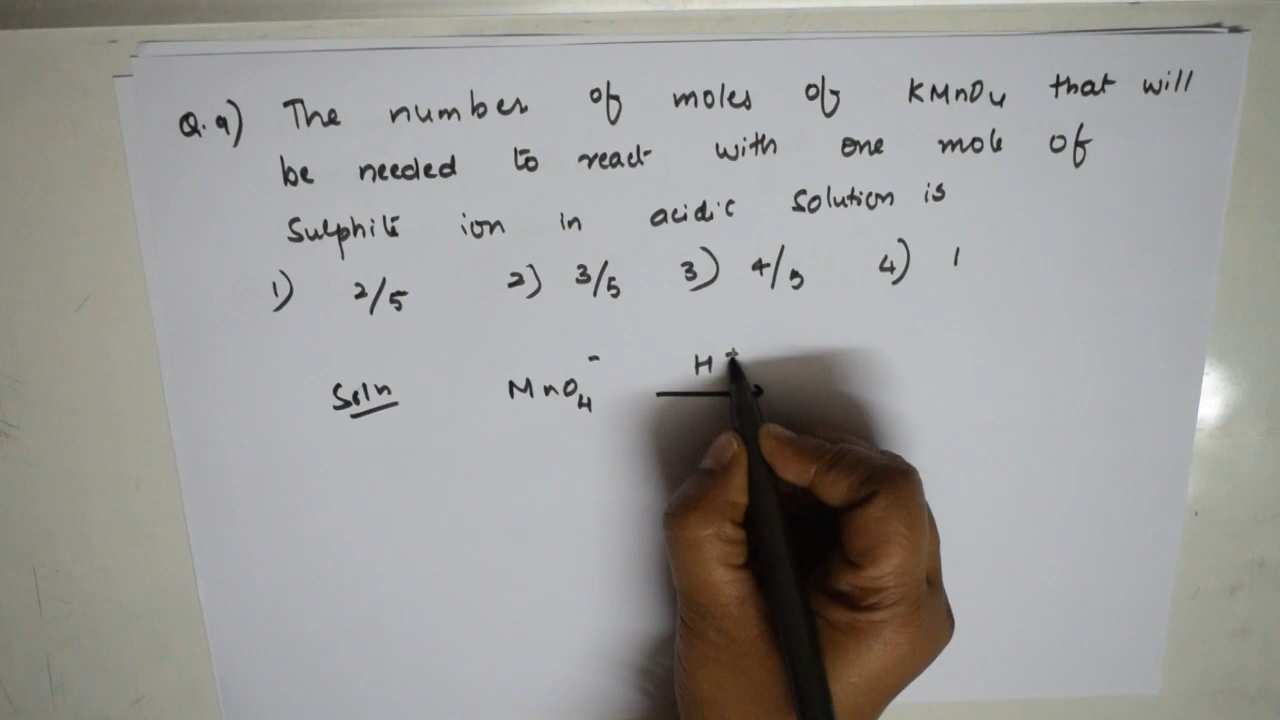 Q.9) The number of moles of KMnO4 that will
be needed to react with one mole of
Sulphite ion in acidic solution is
1) 2/5 2) 3/5 3) 4/5 4) 1
Soln MnO4⁻ H⁺ →